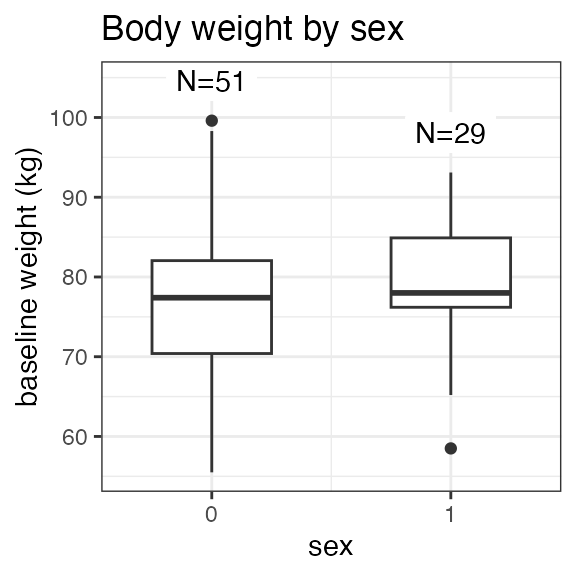 Body weight by sex
N=51
N=29
100
90
80
70
60
baseline weight (kg)
0
1
sex